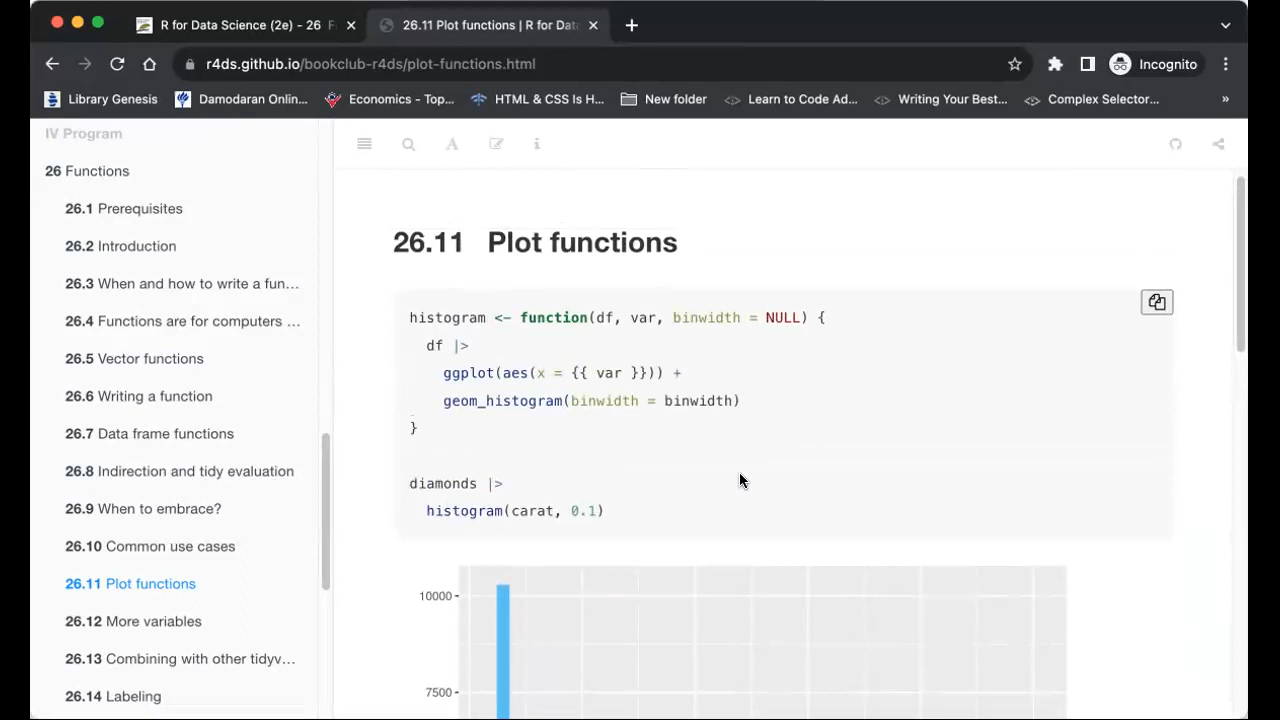 R for Data Science (2e) - 26
26.11 Plot functions | R for Dat
r4ds.github.io/bookclub-r4ds/plot-functions.html
Incognito
Library Genesis
Damodaran Onlin...
Economics - Top...
HTML & CSS Is H...
New folder
Learn to Code Ad...
Writing Your Best...
Complex Selector...
»
IV Program
26 Functions
26.1 Prerequisites
26.2 Introduction
26.3 When and how to write a fun...
26.4 Functions are for computers ...
26.5 Vector functions
26.6 Writing a function
26.7 Data frame functions
26.8 Indirection and tidy evaluation
26.9 When to embrace?
26.10 Common use cases
26.11 Plot functions
26.12 More variables
26.13 Combining with other tidyv...
26.14 Labeling
26.11 Plot functions
histogram <- function(df, var, binwidth = NULL) {
df |>
ggplot(aes(x = {{ var }})) +
geom_histogram(binwidth = binwidth)
}
diamonds |>
histogram(carat, 0.1)
10000
7500